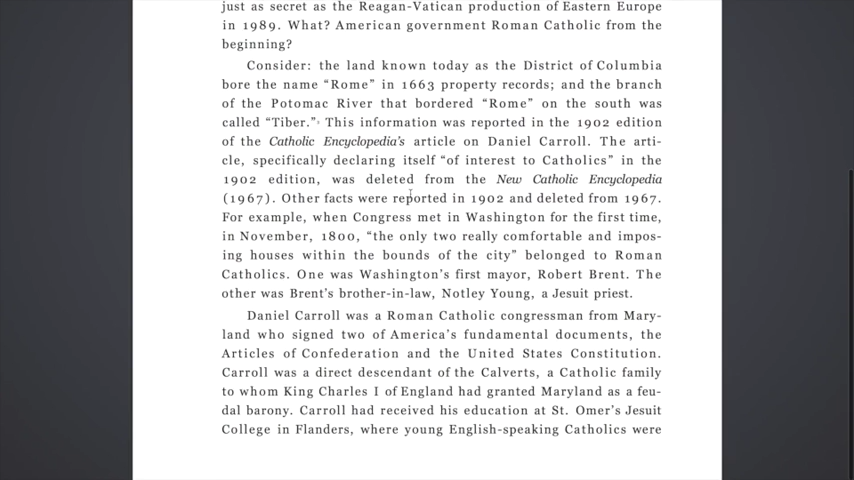 just as secret as the Reagan-Vatican production of Eastern Europe
in 1989. What? American government Roman Catholic from the
beginning?
Consider: the land known today as the District of Columbia
bore the name “Rome” in 1663 property records; and the branch
of the Potomac River that bordered “Rome” on the south was
called “Tiber.” This information was reported in the 1902 edition
of the Catholic Encyclopedia’s article on Daniel Carroll. The arti-
cle, specifically declaring itself “of interest to Catholics” in the
1902 edition, was deleted from the New Catholic Encyclopedia
(1967). Other facts were reported in 1902 and deleted from 1967.
For example, when Congress met in Washington for the first time,
in November, 1800, “the only two really comfortable and impos-
ing houses within the bounds of the city” belonged to Roman
Catholics. One was Washington’s first mayor, Robert Brent. The
other was Brent’s brother-in-law, Notley Young, a Jesuit priest.
Daniel Carroll was a Roman Catholic congressman from Mary-
land who signed two of America’s fundamental documents, the
Articles of Confederation and the United States Constitution.
Carroll was a direct descendant of the Calverts, a Catholic family
to whom King Charles I of England had granted Maryland as a feu-
dal barony. Carroll had received his education at St. Omer’s Jesuit
College in Flanders, where young English-speaking Catholics were